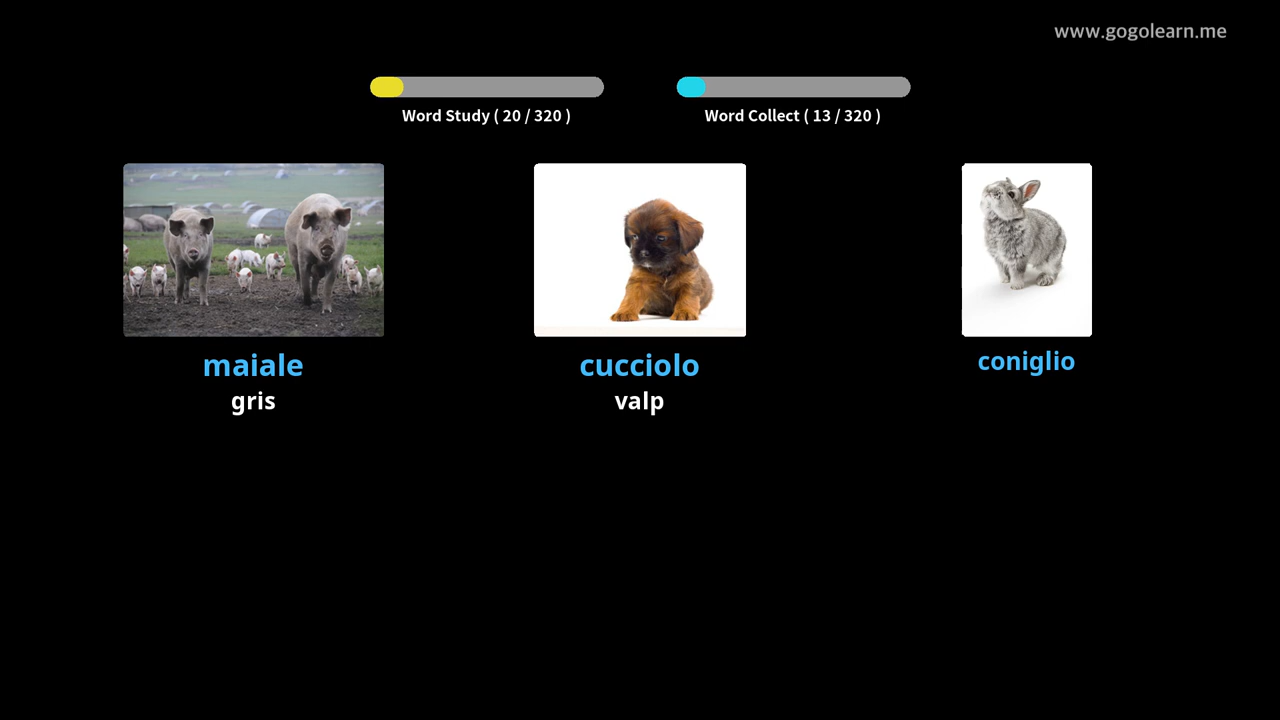 www.gogolearn.me
Word Study ( 20 / 320 )
Word Collect ( 13 / 320 )
maiale
gris
cucciolo
valp
coniglio